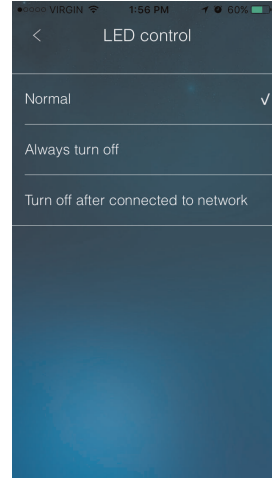 VIRGIN 1:56 PM 60%
LED control
Normal √
Always turn off
Turn off after connected to network